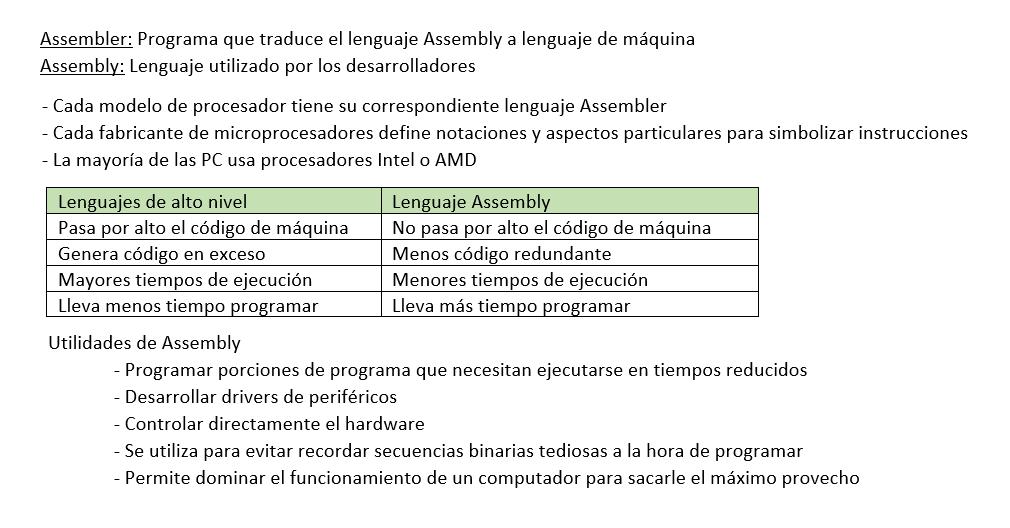 Assembler: Programa que traduce el lenguaje Assembly a lenguaje de máquina
Assembly: Lenguaje utilizado por los desarrolladores
- Cada modelo de procesador tiene su correspondiente lenguaje Assembler
- Cada fabricante de microprocesadores define notaciones y aspectos particulares para simbolizar instrucciones
- La mayoría de las PC usa procesadores Intel o AMD
Lenguajes de alto nivel Lenguaje Assembly
Pasa por alto el código de máquina No pasa por alto el código de máquina
Genera código en exceso Menos código redundante
Mayores tiempos de ejecución Menores tiempos de ejecución
Lleva menos tiempo programar Lleva más tiempo programar
Utilidades de Assembly
- Programar porciones de programa que necesitan ejecutarse en tiempos reducidos
- Desarrollar drivers de periféricos
- Controlar directamente el hardware
- Se utiliza para evitar recordar secuencias binarias tediosas a la hora de programar
- Permite dominar el funcionamiento de un computador para sacarle el máximo provecho